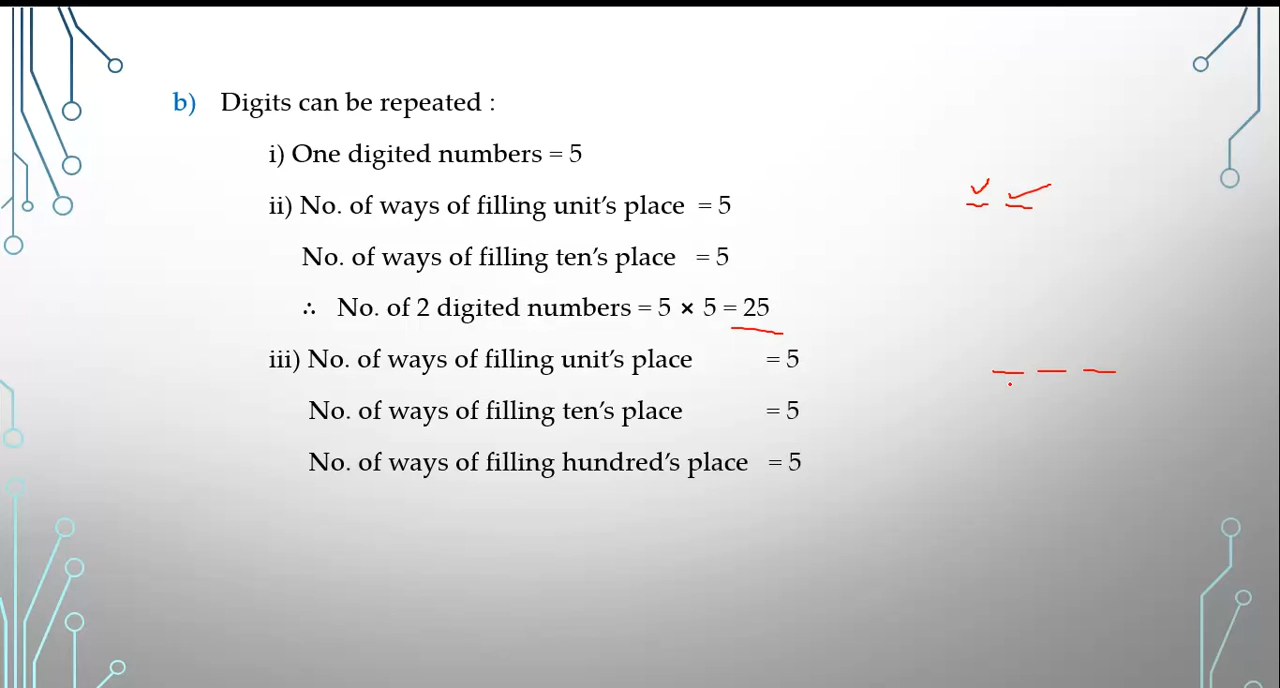 b) Digits can be repeated :
i) One digited numbers = 5
ii) No. of ways of filling unit’s place = 5
No. of ways of filling ten’s place = 5
∴ No. of 2 digited numbers = 5 × 5 = 25
iii) No. of ways of filling unit’s place = 5
No. of ways of filling ten’s place = 5
No. of ways of filling hundred’s place = 5